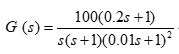 G(s) = 100(0.2s+1) / s(s+1)(0.01s+1)²